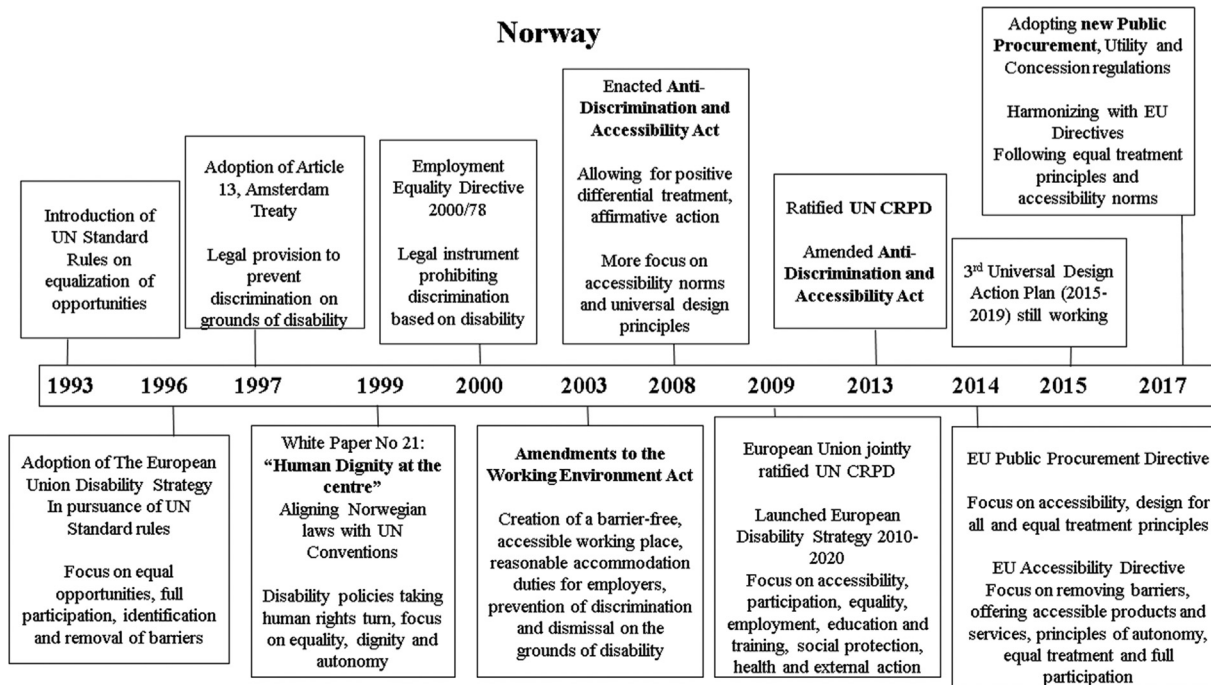 Norway
Introduction of
UN Standard
Rules on
equalization of
opportunities
Adoption of Article
13, Amsterdam
Treaty
Legal provision to
prevent
discrimination on
grounds of disability
Employment
Equality Directive
2000/78
Legal instrument
prohibiting
discrimination
based on disability
Enacted Anti-
Discrimination and
Accessibility Act
Allowing for positive
differential treatment,
affirmative action
More focus on
accessibility norms
and universal design
principles
Ratified UN CRPD
Amended Anti-
Discrimination and
Accessibility Act
3rd Universal Design
Action Plan (2015-
2019) still working
Adopting new Public
Procurement, Utility and
Concession regulations
Harmonizing with EU
Directives
Following equal treatment
principles and
accessibility norms
1993 1996 1997 1999 2000 2003 2008 2009 2013 2014 2015 2017
Adoption of The European
Union Disability Strategy
In pursuance of UN
Standard rules
Focus on equal
opportunities, full
participation, identification
and removal of barriers
White Paper No 21:
“Human Dignity at the
centre”
Aligning Norwegian
laws with UN
Conventions
Disability policies taking
human rights turn, focus
on equality, dignity and
autonomy
Amendments to the
Working Environment Act
Creation of a barrier-free,
accessible working place,
reasonable accommodation
duties for employers,
prevention of discrimination
and dismissal on the
grounds of disability
European Union jointly
ratified UN CRPD
Launched European
Disability Strategy 2010-
2020
Focus on accessibility,
participation, equality,
employment, education and
training, social protection,
health and external action
EU Public Procurement Directive
Focus on accessibility, design for
all and equal treatment principles
EU Accessibility Directive
Focus on removing barriers,
offering accessible products and
services, principles of autonomy,
equal treatment and full
participation